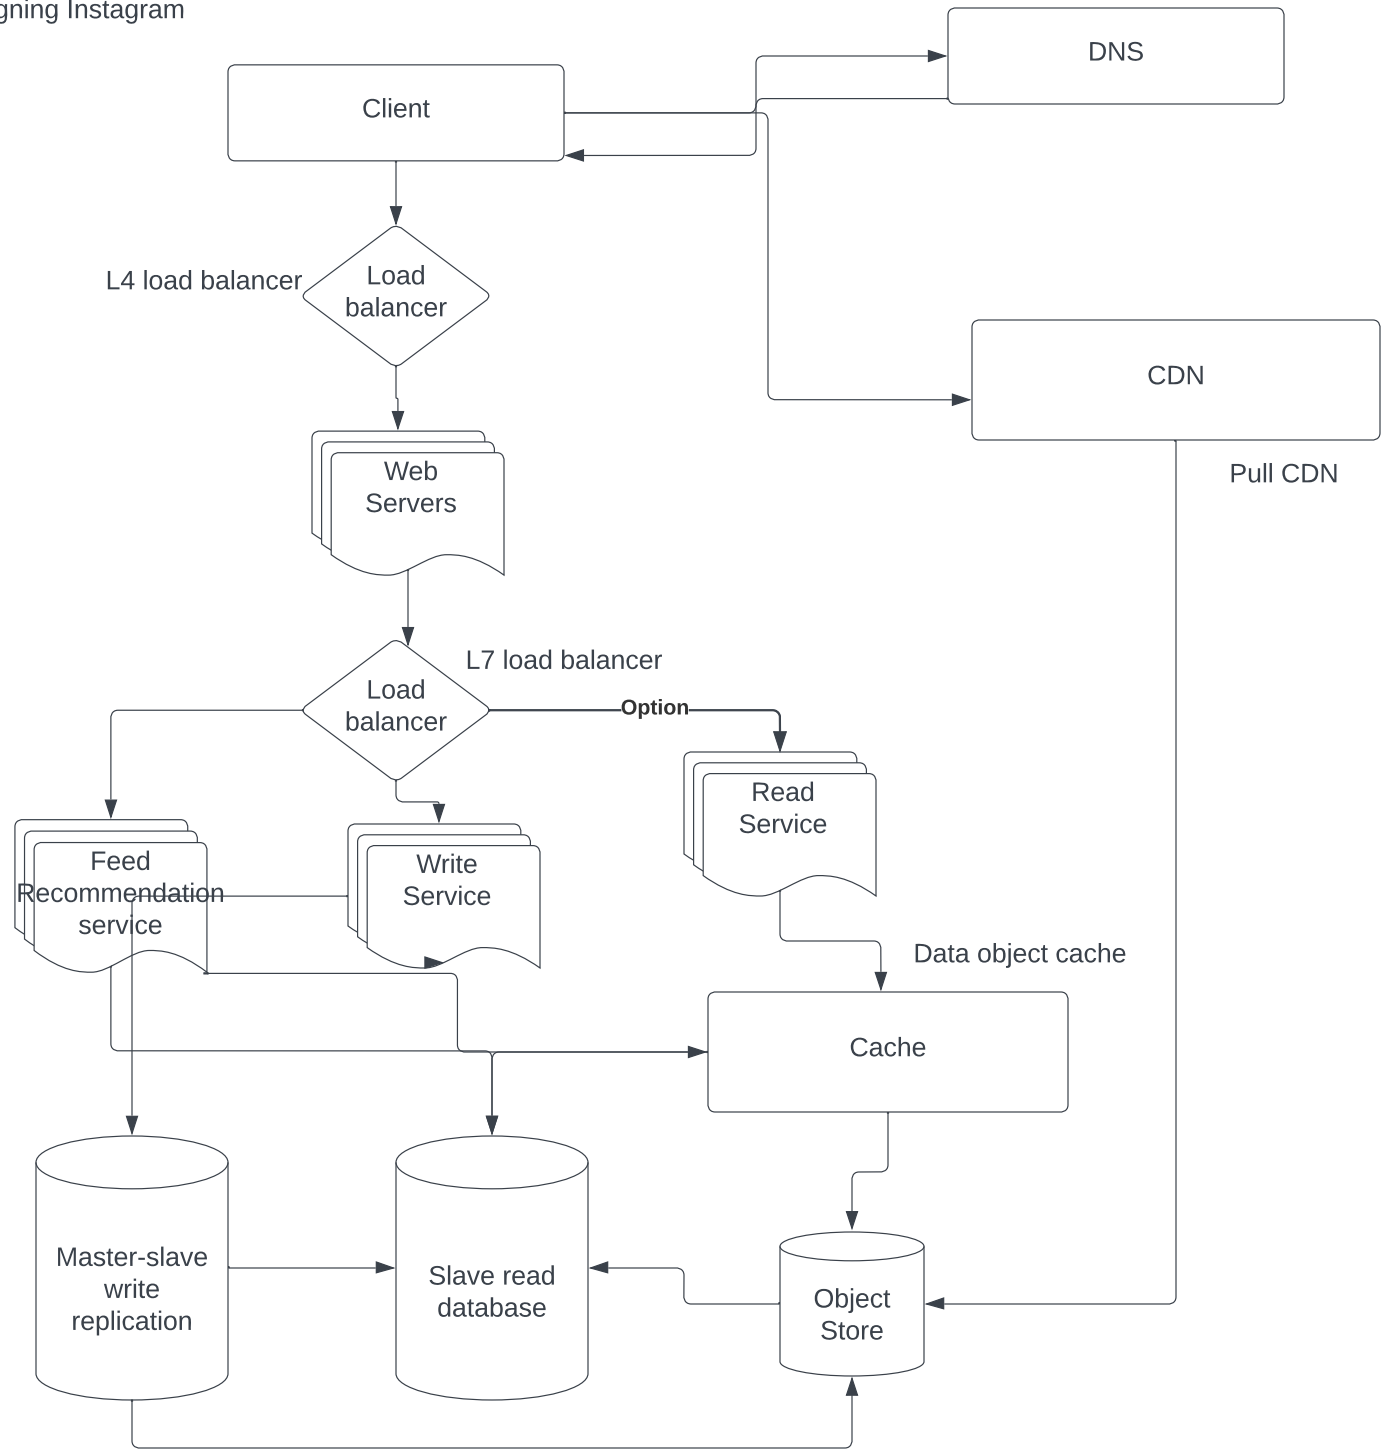 gning Instagram
DNS
Client
L4 load balancer
Load
balancer
CDN
Pull CDN
Web
Servers
L7 load balancer
Load
balancer
Option
Read
Service
Feed
Recommendation
service
Write
Service
Data object cache
Cache
Master-slave
write
replication
Slave read
database
Object
Store